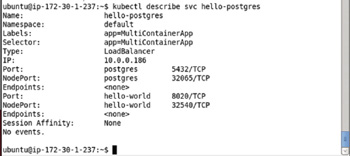 ubuntu@ip-172-30-1-237:~$ kubectl describe svc hello-postgres
Name: hello-postgres
Namespace: default
Labels: app=MultiContainerApp
Selector: app=MultiContainerApp
Type: LoadBalancer
IP: 10.0.0.186
Port: postgres 5432/TCP
NodePort: postgres 32065/TCP
Endpoints: <none>
Port: hello-world 8020/TCP
NodePort: hello-world 32540/TCP
Endpoints: <none>
Session Affinity: None
No events.
ubuntu@ip-172-30-1-237:~$